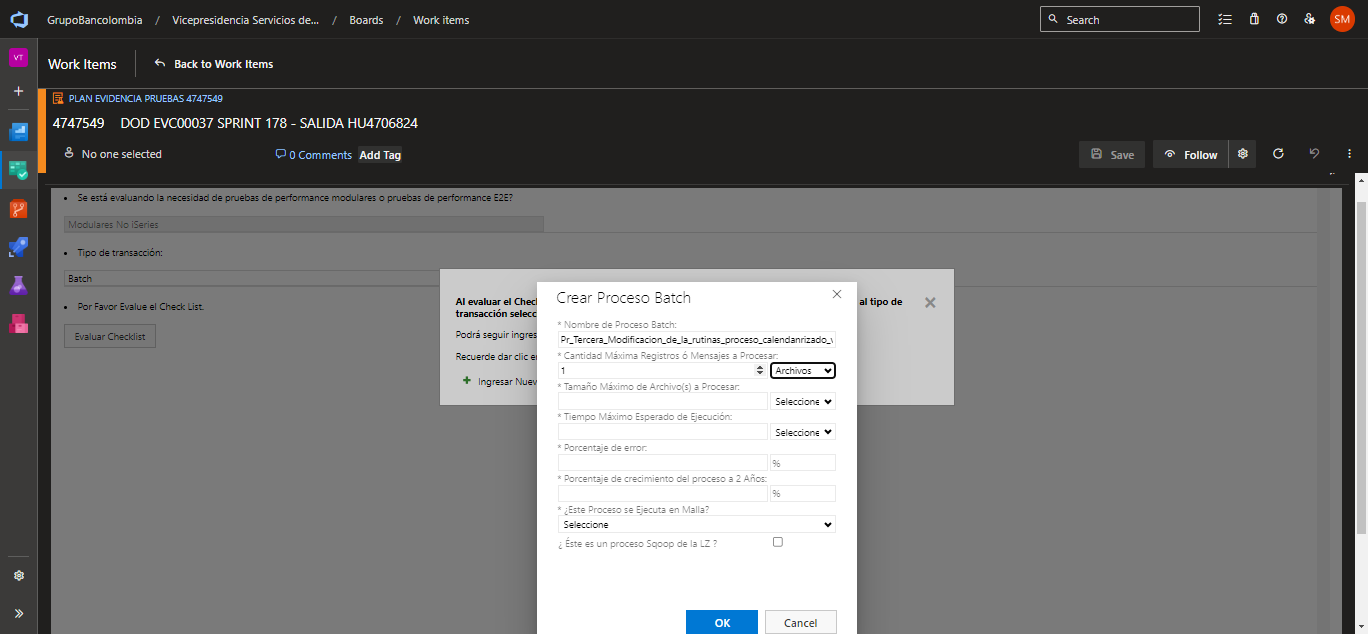 GrupoBancolombia / Vicepresidencia Servicios de... / Boards / Work items
Search
SM
VT
Work Items
Back to Work Items
PLAN EVIDENCIA PRUEBAS 4747549
4747549 DOD EVC00037 SPRINT 178 - SALIDA HU4706824
No one selected
0 Comments
Add Tag
Save
Follow
• Se está evaluando la necesidad de pruebas de performance modulares o pruebas de performance E2E?
Modulares No ISeries
• Tipo de transacción:
Batch
• Por Favor Evalue el Check List.
Evaluar Checklist
Al evaluar el Chec
al tipo de
transacción selecc
Podrá seguir ingres
Recuerde dar clic e
+ Ingresar Nuev
Crear Proceso Batch
* Nombre de Proceso Batch:
Pr_Tercera_Modificacion_de_la_rutinas_proceso_calendanrizado_v
* Cantidad Máxima Registros ó Mensajes a Procesar:
1
Archivos
* Tamaño Máximo de Archivo(s) a Procesar:
Seleccione
* Tiempo Máximo Esperado de Ejecución:
Seleccione
* Porcentaje de error:
%
* Porcentaje de crecimiento del proceso a 2 Años:
%
* ¿Este Proceso se Ejecuta en Malla?
Seleccione
¿ Éste es un proceso Sqoop de la LZ ?
OK
Cancel